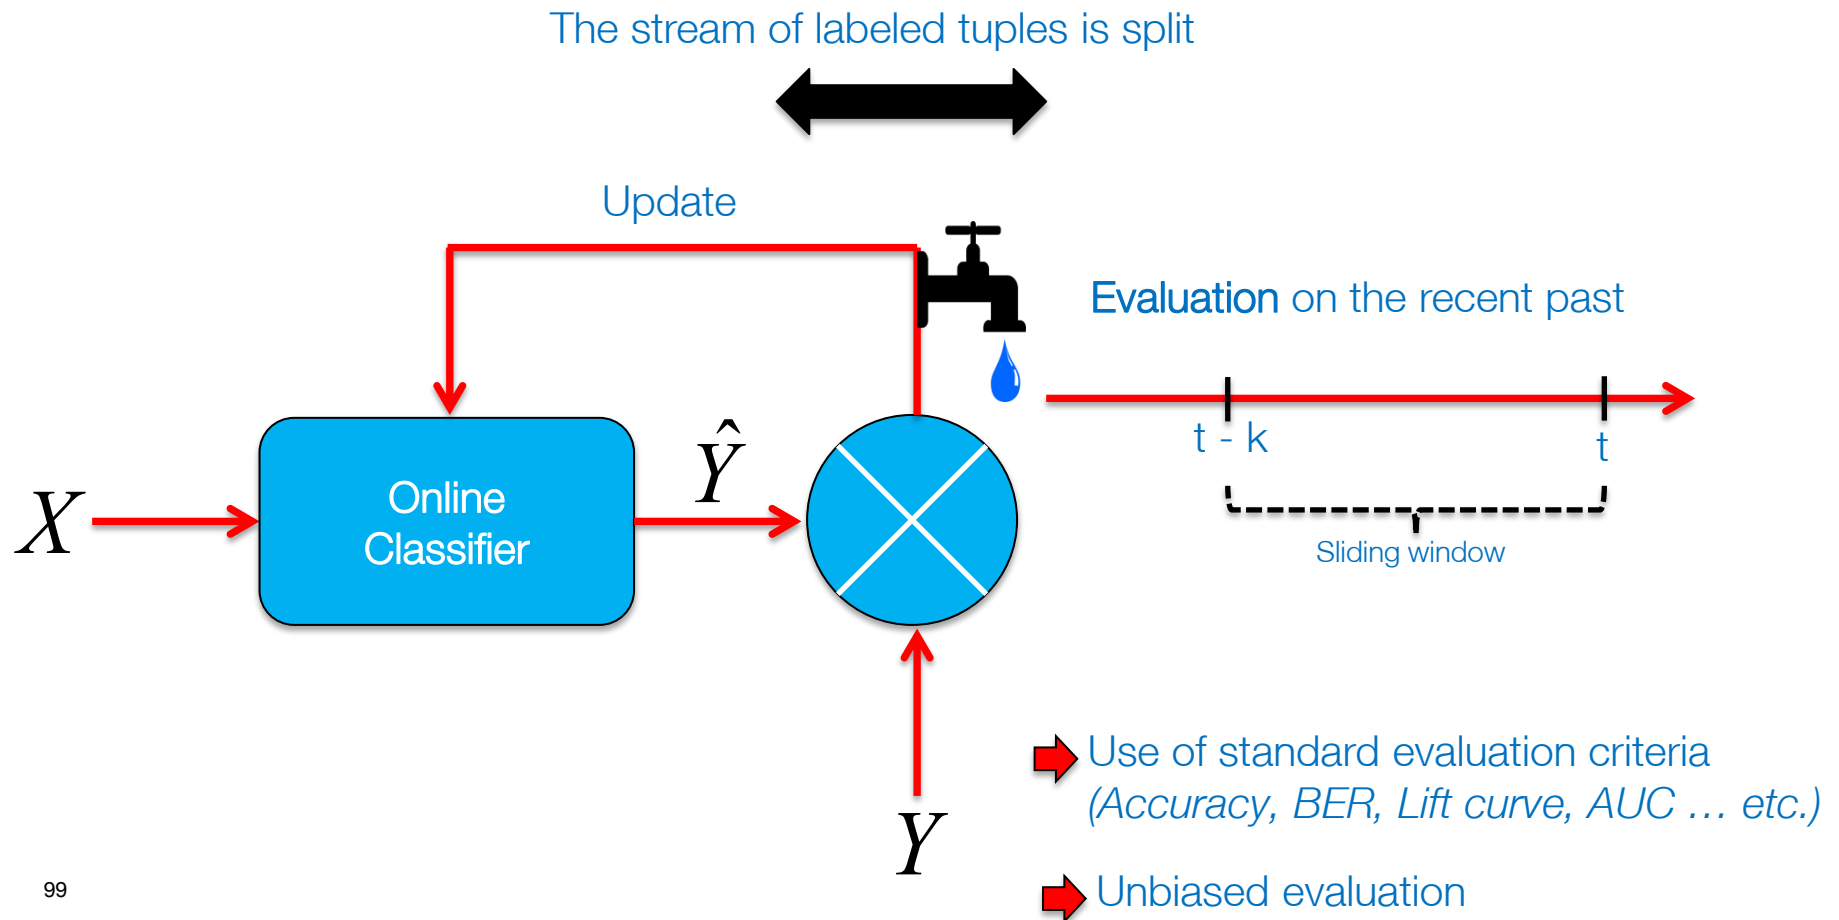 The stream of labeled tuples is split
Update
Evaluation on the recent past
t - k
t
Sliding window
X
Online
Classifier
Ŷ
Y
Use of standard evaluation criteria
(Accuracy, BER, Lift curve, AUC … etc.)
Unbiased evaluation
99